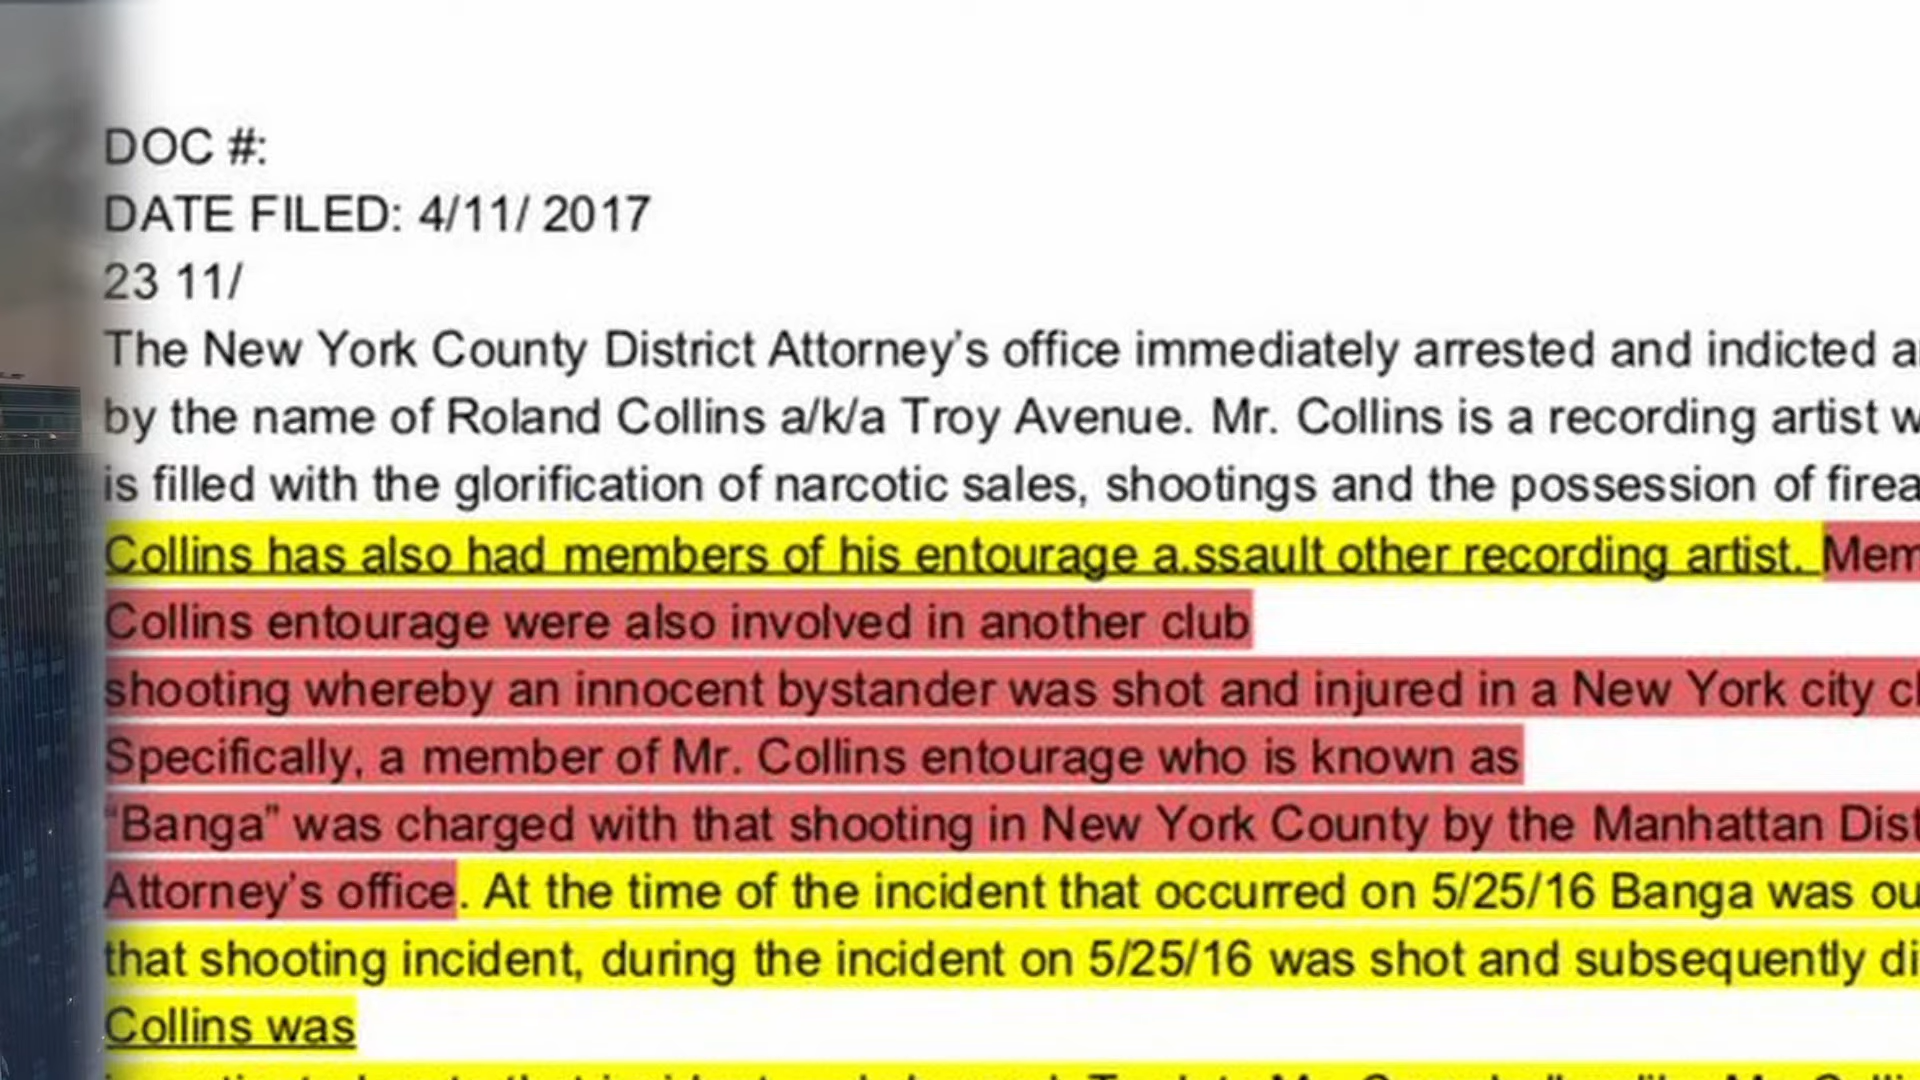 DOC #:
DATE FILED: 4/11/ 2017
23 11/
The New York County District Attorney’s office immediately arrested and indicted
by the name of Roland Collins a/k/a Troy Avenue. Mr. Collins is a recording artist
is filled with the glorification of narcotic sales, shootings and the possession of
Collins has also had members of his entourage a.ssault other recording artist.
Collins entourage were also involved in another club
shooting whereby an innocent bystander was shot and injured in a New York city
Specifically, a member of Mr. Collins entourage who is known as
“Banga” was charged with that shooting in New York County by the Manhattan
Attorney’s office. At the time of the incident that occurred on 5/25/16 Banga was
that shooting incident, during the incident on 5/25/16 was shot and subsequently
Collins was